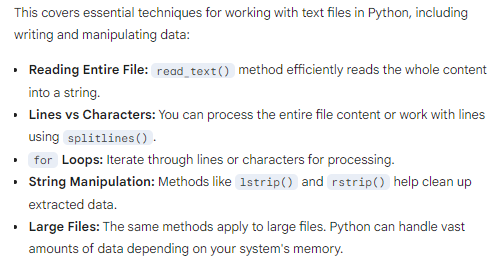 This covers essential techniques for working with text files in Python, including
writing and manipulating data:
• Reading Entire File: read_text() method efficiently reads the whole content
into a string.
• Lines vs Characters: You can process the entire file content or work with lines
using splitlines() .
• for Loops: Iterate through lines or characters for processing.
• String Manipulation: Methods like lstrip() and rstrip() help clean up
extracted data.
• Large Files: The same methods apply to large files. Python can handle vast
amounts of data depending on your system's memory.